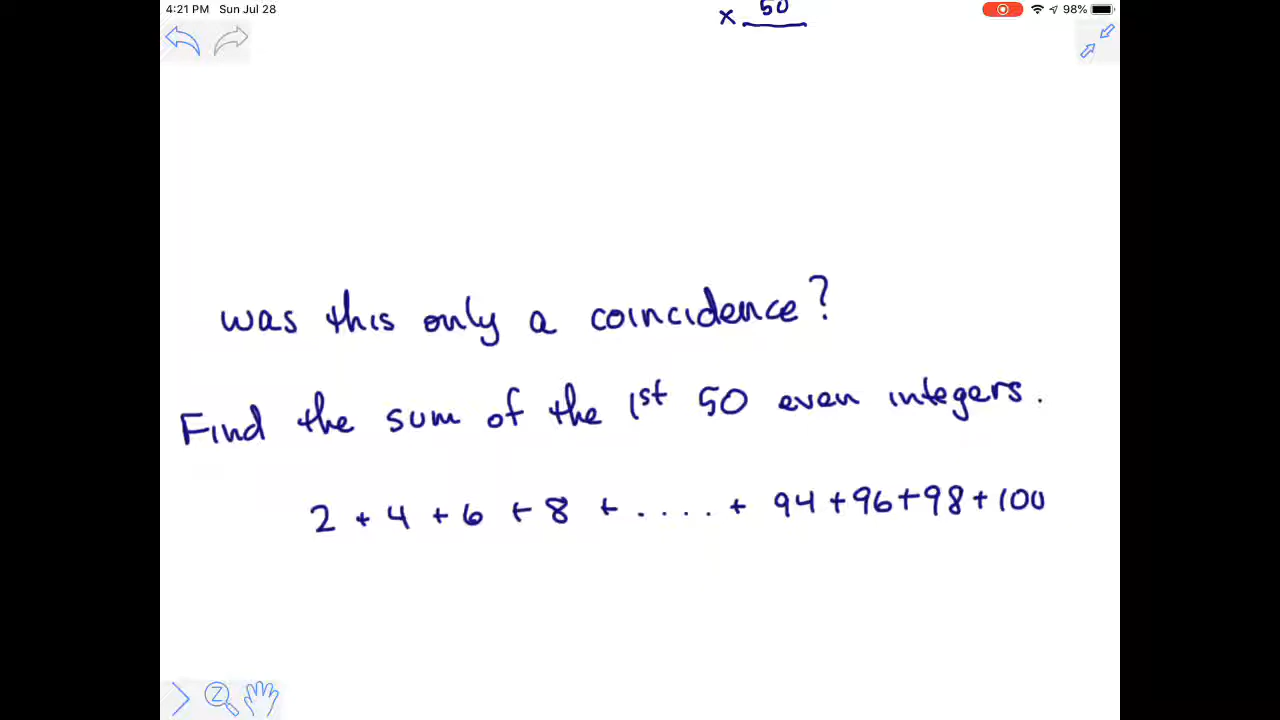 4:21 PM Sun Jul 28 98%
x 50
was this only a coincidence?
Find the sum of the 1st 50 even integers.
2 + 4 + 6 + 8 + .... + 94 + 96 + 98 + 100
Z